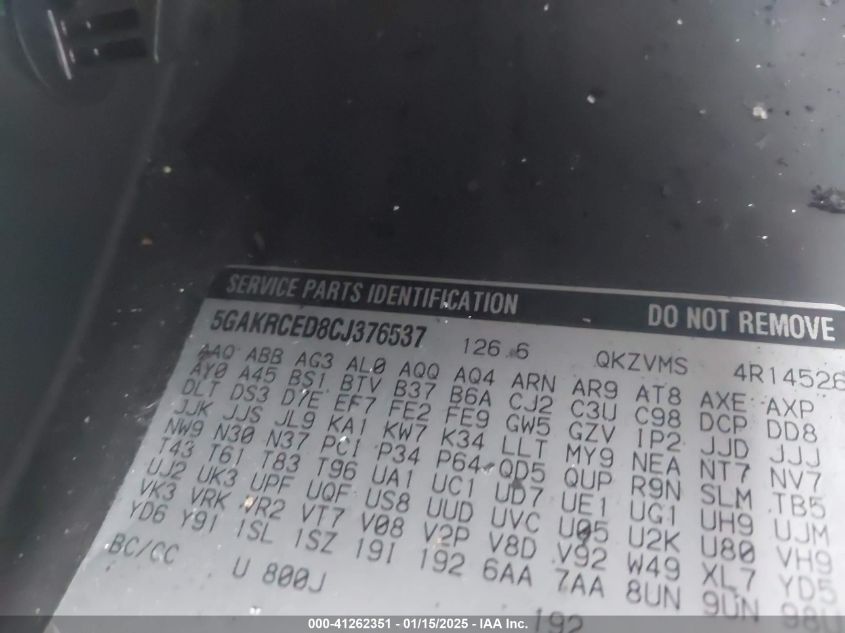 SERVICE PARTS IDENTIFICATION DO NOT REMOVE
5GAKRCED8CJ376537 126.6 QKZVMS 4R14526
AAQ ABB AG3 AL0 AQQ AQ4 ARN AR9 AT8 AXE AXP
AY0 A45 BS1 BTV B37 B6A CJ2 C3U C98 DCP DD8
DLT DS3 D7E EF7 FE2 FE9 GW5 GZV IP2 JJD JJJ
JJK JJS JL9 KA1 KW7 K34 LLT MY9 NEA NT7 NV7
NW9 N30 N37 PCI P34 P64 QD5 QUP R9N SLM TB5
T43 T61 T83 T96 UA1 UC1 UD7 UE1 UG1 UH9 UJM
UJ2 UK3 UPF UQF US8 UUD UVC U05 U2K U80 VH9
VK3 VRK VR2 VT7 V08 V2P V8D V92 W49 XL7 YD5
YD6 Y91 1SL 1SZ 19I 192 6AA 7AA 8UN 9UN 98U
BC/CC U 800J 192
000-41262351 - 01/15/2025 - IAA Inc.